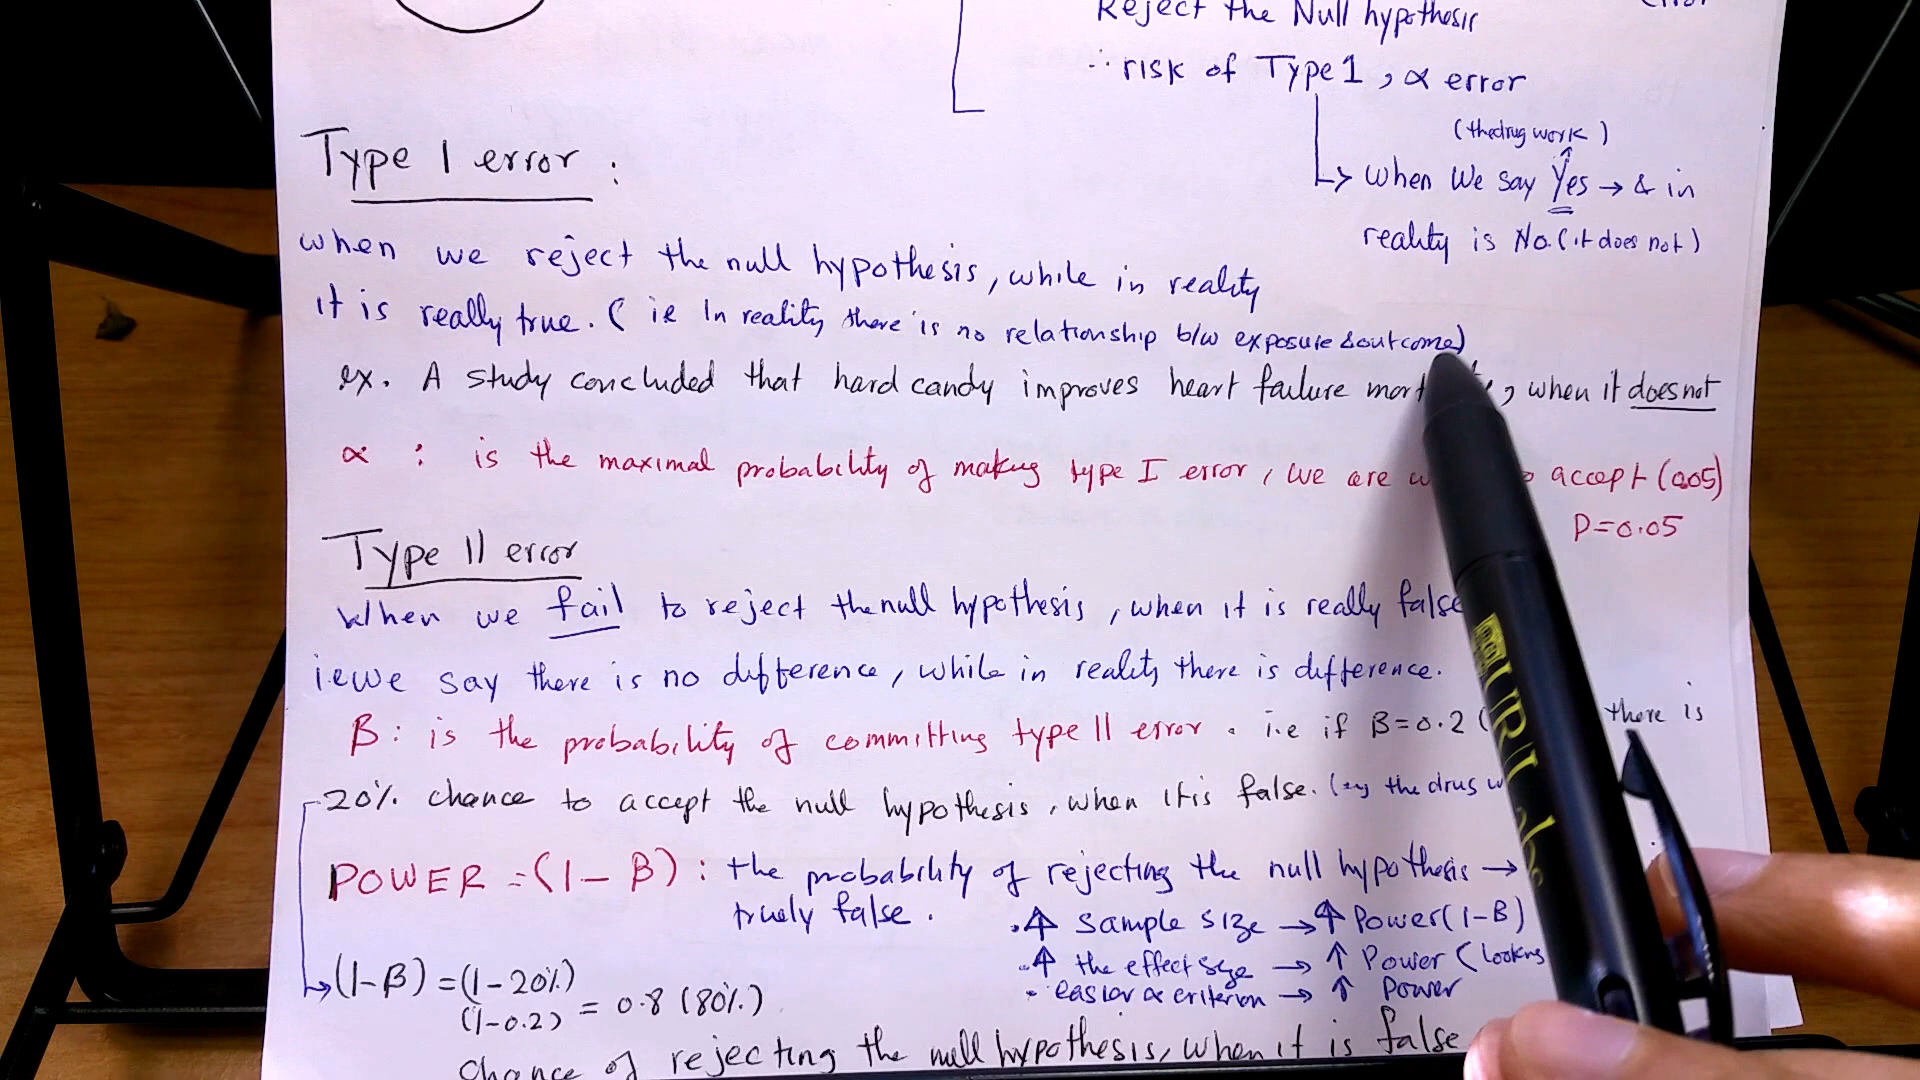 Reject the Null hypothesis
error
∴ risk of Type 1, α error
(the drug work)
↳ when We say Yes → & in
reality is No. (it does not)
Type I error :
when we reject the null hypothesis, while in reality
it is really true. ( ie In reality there is no relationship b/w exposure & outcome)
ex. A study concluded that hard candy improves heart failure, when it does not
α : is the maximal probability of making type I error, we are accept (0.05)
P=0.05
Type II error
When we fail to reject the null hypothesis, when it is really false
ie we say there is no difference, while in reality there is difference.
B: is the probability of committing type II error. i.e if B=0.2 ( there is
20% chance to accept the null hypothesis, when it is false. the drug
POWER = (1 - B) : the probability of rejecting the null hypothesis →
truely false.
. ↑ sample size → ↑ Power (1-B)
. ↑ the effect size → ↑ Power (
. easier α criterion → ↑ Power
↳ (1-B) = (1-20%)
(1-0.2) = 0.8 (80%)
chance of rejecting the null hypothesis, when it is false
URI